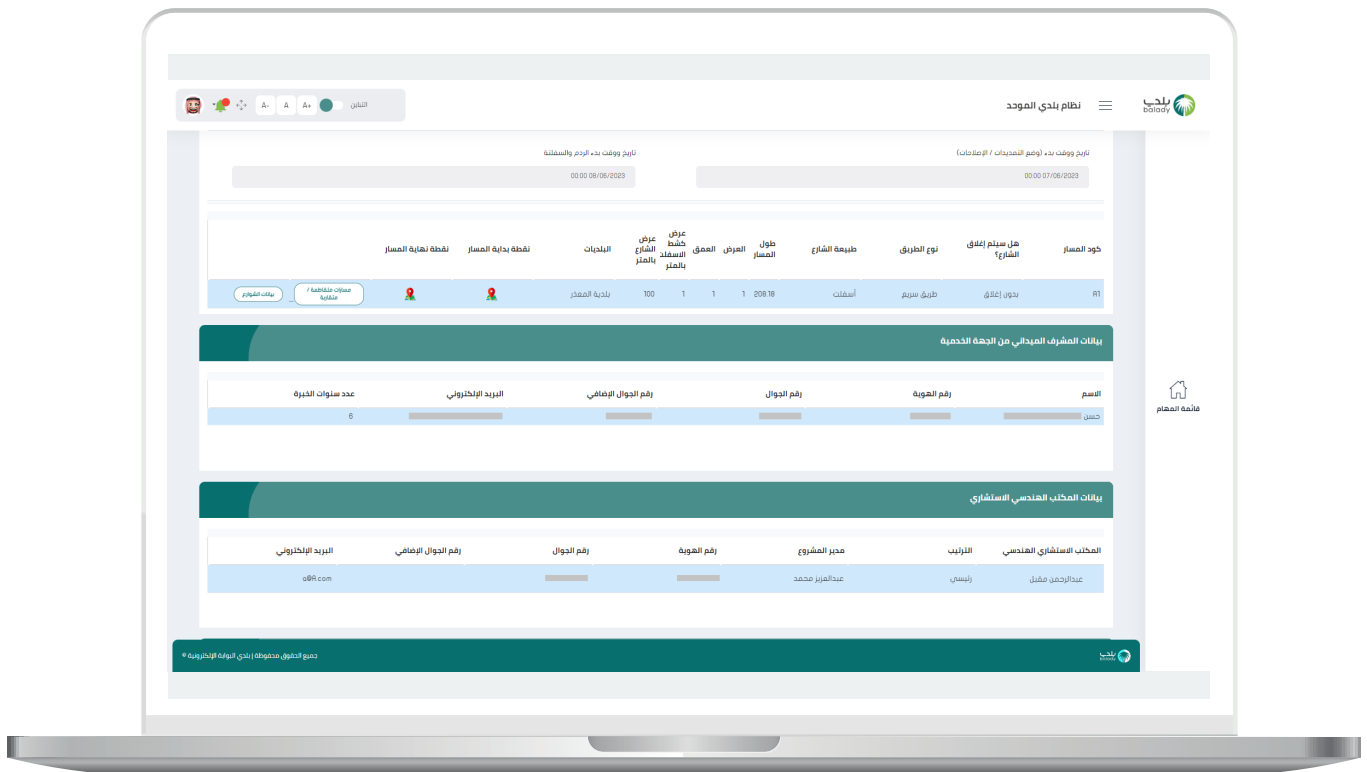 بلدي
balady
نظام بلدي الموحد
التباين
A+
A
A-
تاريخ ووقت بدء (وضع التمديدات / الإصلاحات)
تاريخ ووقت بدء الردم والسفلتة
00:00 07/06/2023
00:00 08/06/2023
كود المسار
هل سيتم إغلاق الشارع؟
نوع الطريق
طبيعة الشارع
طول المسار
العرض
العمق
عرض كشط الاسفلت بالمتر
عرض الشارع بالمتر
البلديات
نقطة بداية المسار
نقطة نهاية المسار
A1
بدون إغلاق
طريق سريع
أسفلت
208.18
1
1
1
100
بلدية المعذر
مسارات متقاطعة / متقاربة
بيانات الشوارع
بيانات المشرف الميداني من الجهة الخدمية
الاسم
رقم الهوية
رقم الجوال
رقم الجوال الإضافي
البريد الإلكتروني
عدد سنوات الخبرة
حسن
6
قائمة المهام
بيانات المكتب الهندسي الاستشاري
المكتب الاستشاري الهندسي
الترتيب
مدير المشروع
رقم الهوية
رقم الجوال
رقم الجوال الإضافي
البريد الإلكتروني
عبدالرحمن مقبل
رئيسي
عبدالعزيز محمد
a@A.com
بلدي
balady
جميع الحقوق محفوظة | بلدي البوابة الإلكترونية ©